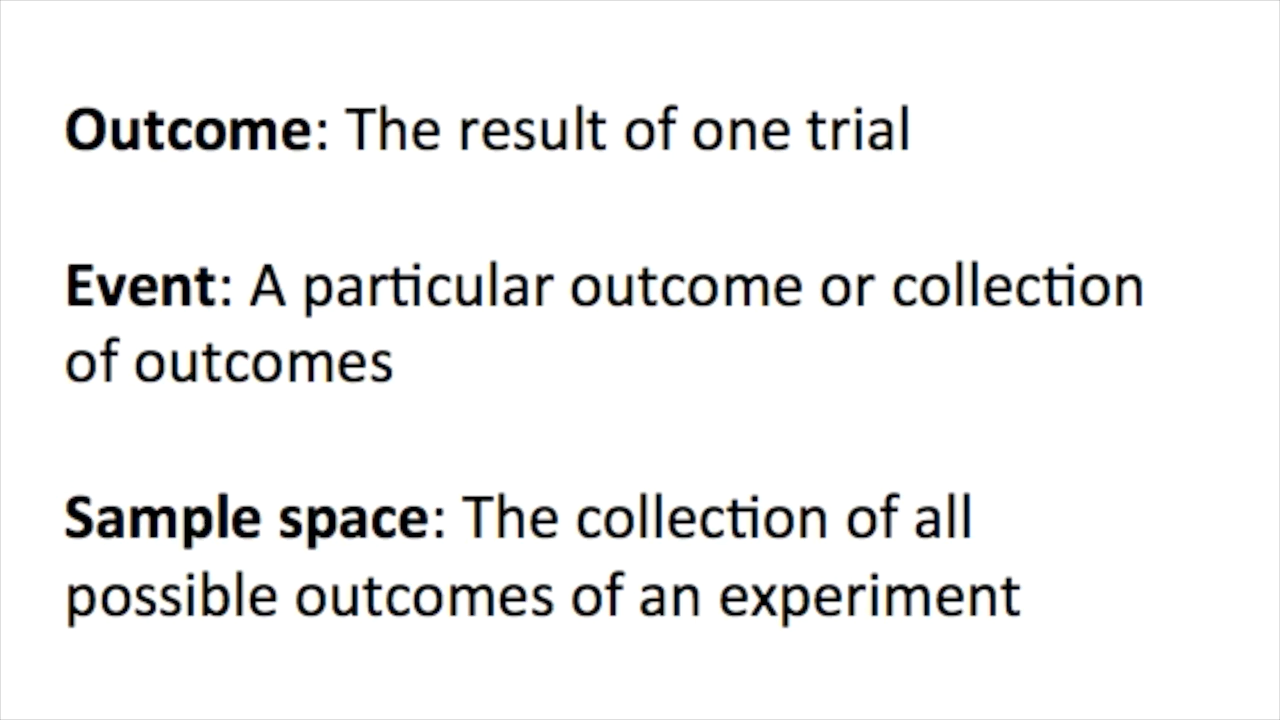 Outcome: The result of one trial
Event: A particular outcome or collection
of outcomes
Sample space: The collection of all
possible outcomes of an experiment